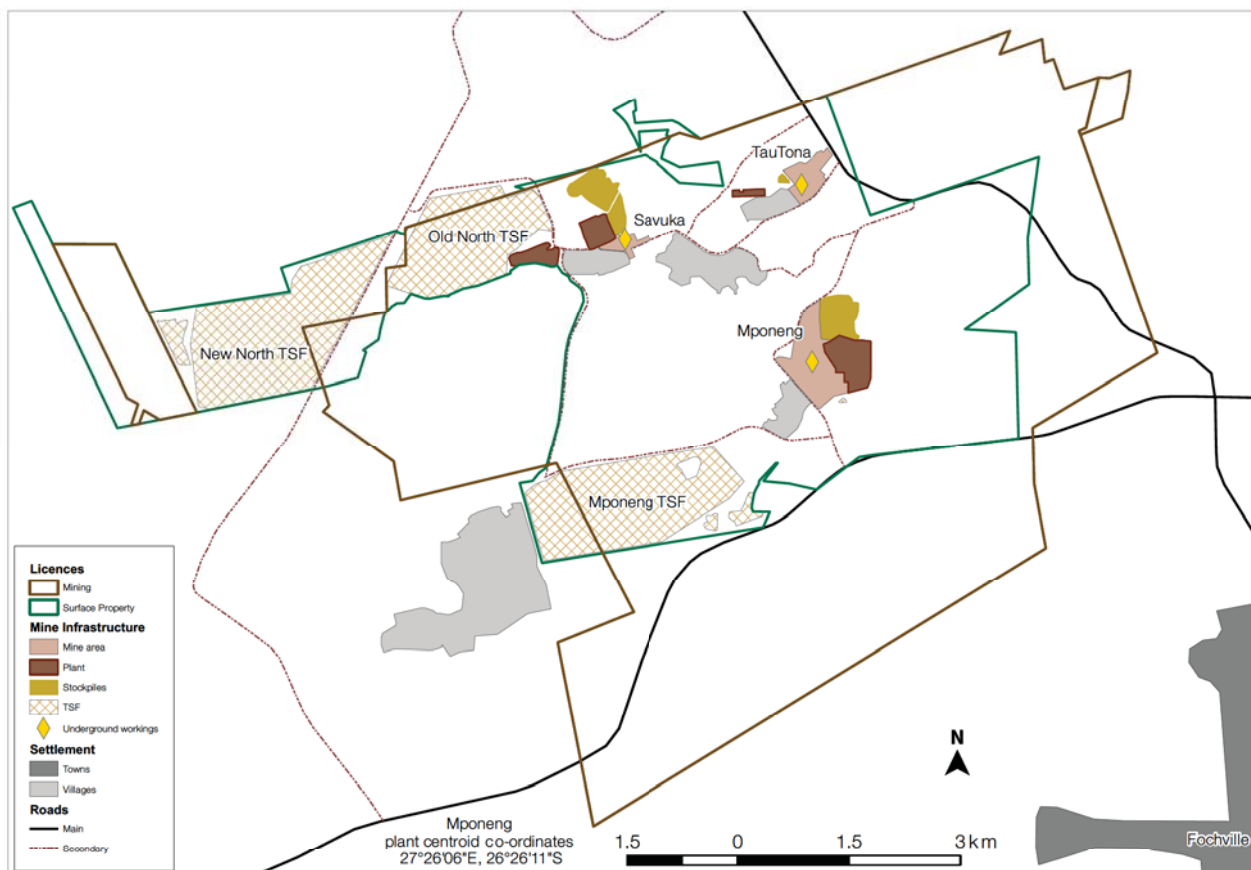 TauTona
Savuka
Old North TSF
New North TSF
Mponeng
Mponeng TSF
Licences
Mining
Surface Property
Mine Infrastructure
Mine area
Plant
Stockpiles
TSF
Underground workings
Settlement
Towns
Villages
Roads
Main
Secondary
Mponeng
plant centroid co-ordinates
27°26'06"E, 26°26'11"S
N
1.5 0 1.5 3 km
Fochville